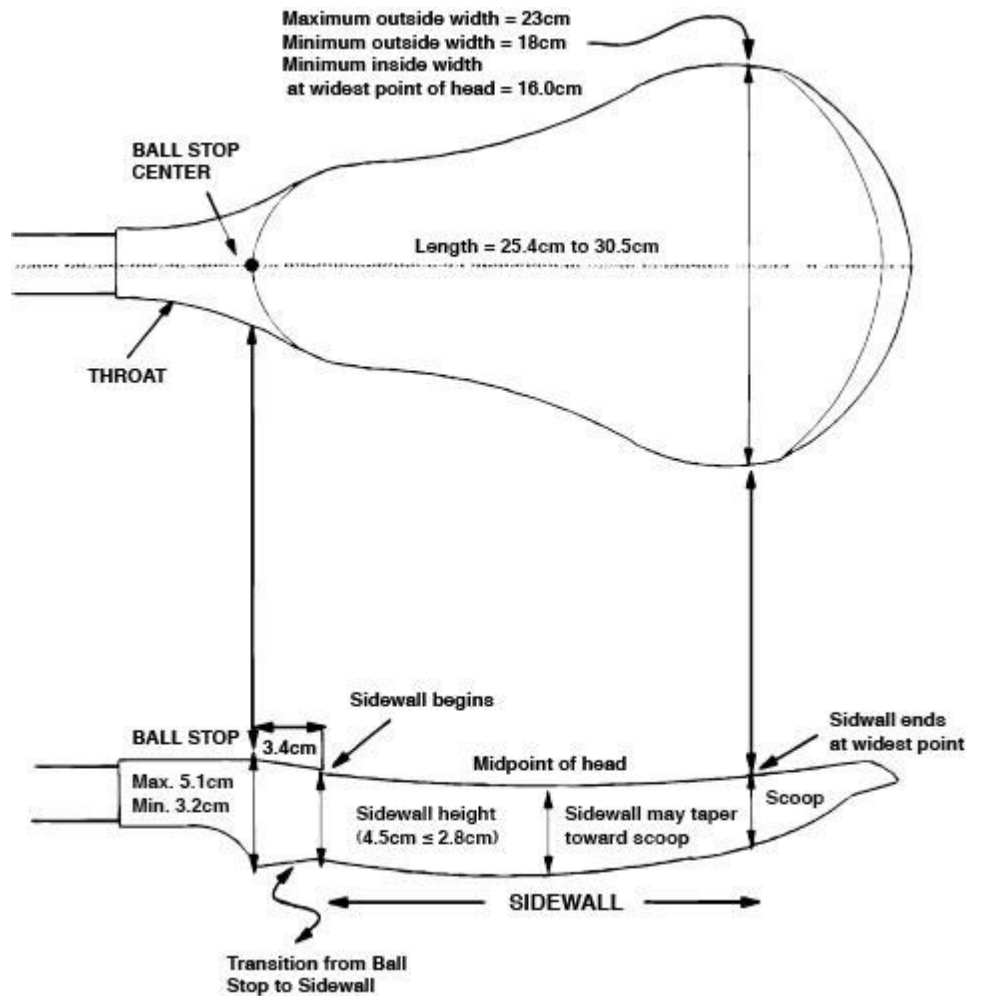 Maximum outside width = 23cm
Minimum outside width = 18cm
Minimum inside width
at widest point of head = 16.0cm
BALL STOP
CENTER
Length = 25.4cm to 30.5cm
THROAT
Sidewall begins
BALL STOP
3.4cm
Sidwall ends
at widest point
Midpoint of head
Max. 5.1cm
Min. 3.2cm
Sidewall height
(4.5cm ≤ 2.8cm)
Sidewall may taper
toward scoop
Scoop
SIDEWALL
Transition from Ball
Stop to Sidewall